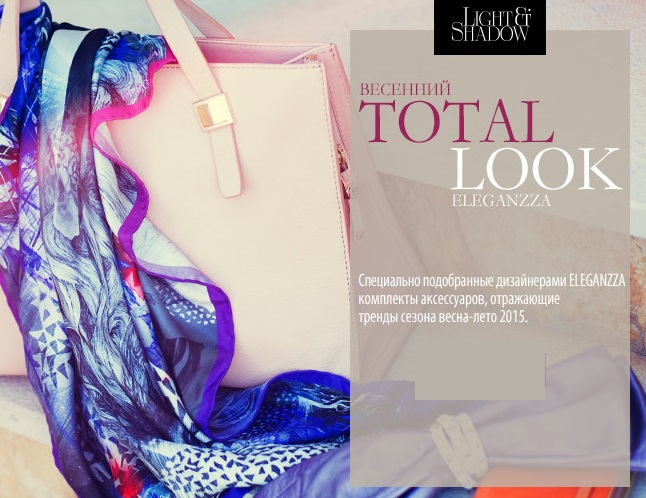 LIGHT &
SHADOW
ВЕСЕННИЙ
TOTAL
LOOK
ELEGANZZA
Специально подобранные дизайнерами ELEGANZZA
комплекты аксессуаров, отражающие
тренды сезона весна-лето 2015.